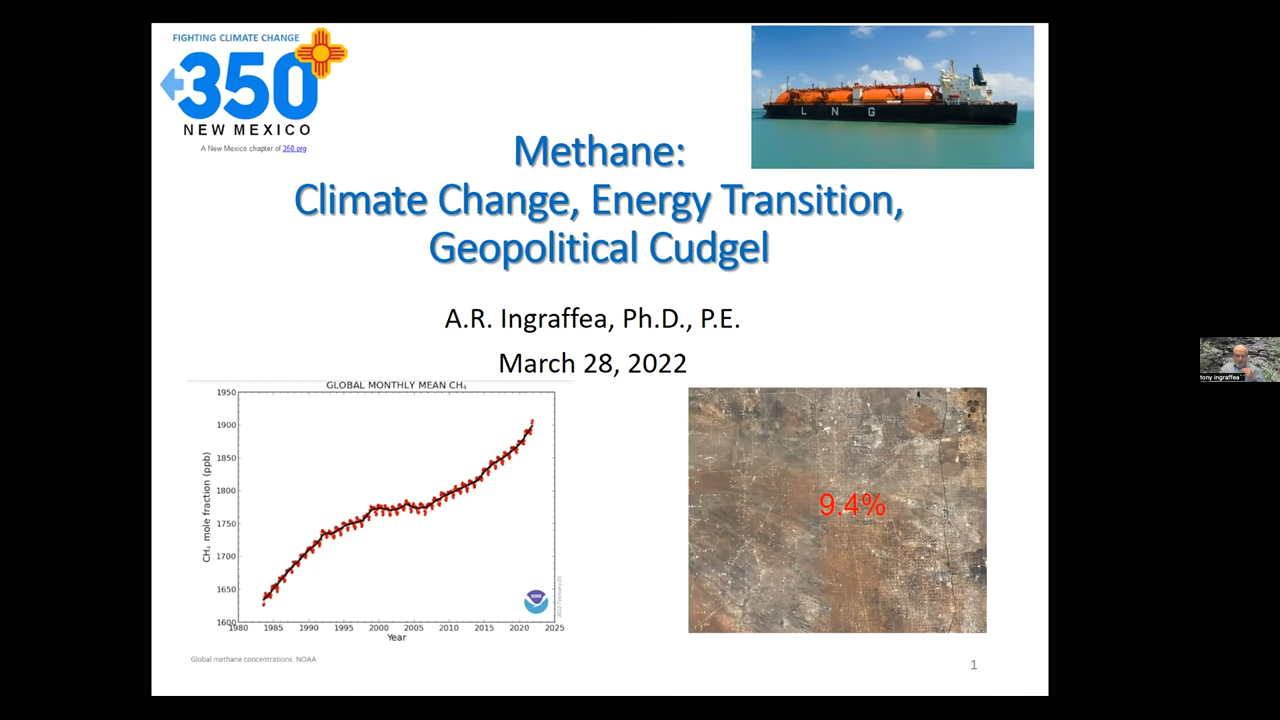 FIGHTING CLIMATE CHANGE
350
NEW MEXICO
A New Mexico chapter of 350.org
L N G
Methane:
Climate Change, Energy Transition,
Geopolitical Cudgel
A.R. Ingraffea, Ph.D., P.E.
March 28, 2022
GLOBAL MONTHLY MEAN CH₄
CH₄ mole fraction (ppb)
1950
1900
1850
1800
1750
1700
1650
1600
1980 1985 1990 1995 2000 2005 2010 2015 2020 2025
Year
NOAA
9.4%
tony ingraffea
Global methane concentrations. NOAA
1